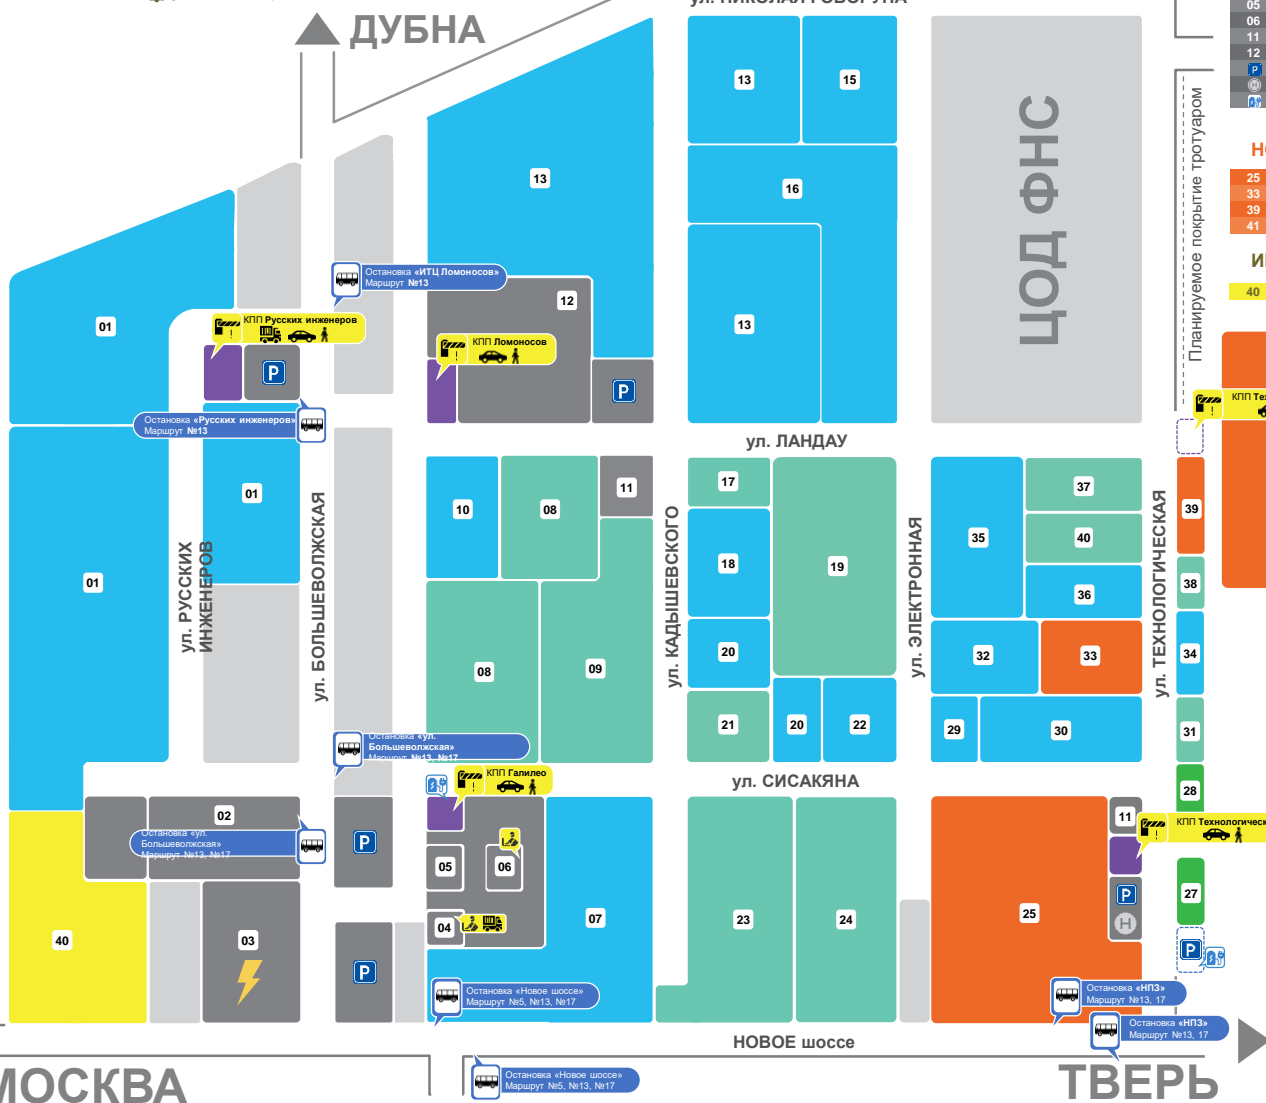 ДУБНА
05
06
11
12
P
H
13
15
ЦОД ФНС
Планируемое покрытие тротуаром
25
33
39
41
40
13
16
Остановка «ИТЦ Ломоносов»
Маршрут №13
12
13
01
КПП Русских инженеров
КПП Ломоносов
P
P
Остановка «Русских инженеров»
Маршрут №13
ул. ЛАНДАУ
01
01
ул. РУССКИХ
ИНЖЕНЕРОВ
ул. БОЛЬШЕВОЛЖСКАЯ
10
08
11
08
09
ул. КАДЫШЕВСКОГО
17
18
19
20
21
20
22
ул. ЭЛЕКТРОННАЯ
35
37
40
36
32
33
29
30
ул. ТЕХНОЛОГИЧЕСКАЯ
39
38
34
31
28
27
Остановка «ул.
Большеволжская»
Маршрут №13, №17
ул. СИСАКЯНА
КПП Галилео
02
Остановка «ул.
Большеволжская»
Маршрут №13, №17
P
05
06
04
07
11
КПП Технологическ
40
03
P
23
24
25
P
H
P
Остановка «Новое шоссе»
Маршрут №5, №13, №17
Остановка «НПЗ»
Маршрут №13, 17
Остановка «НПЗ»
Маршрут №13, 17
НОВОЕ шоссе
МОСКВА
Остановка «Новое шоссе»
Маршрут №5, №13, №17
ТВЕРЬ